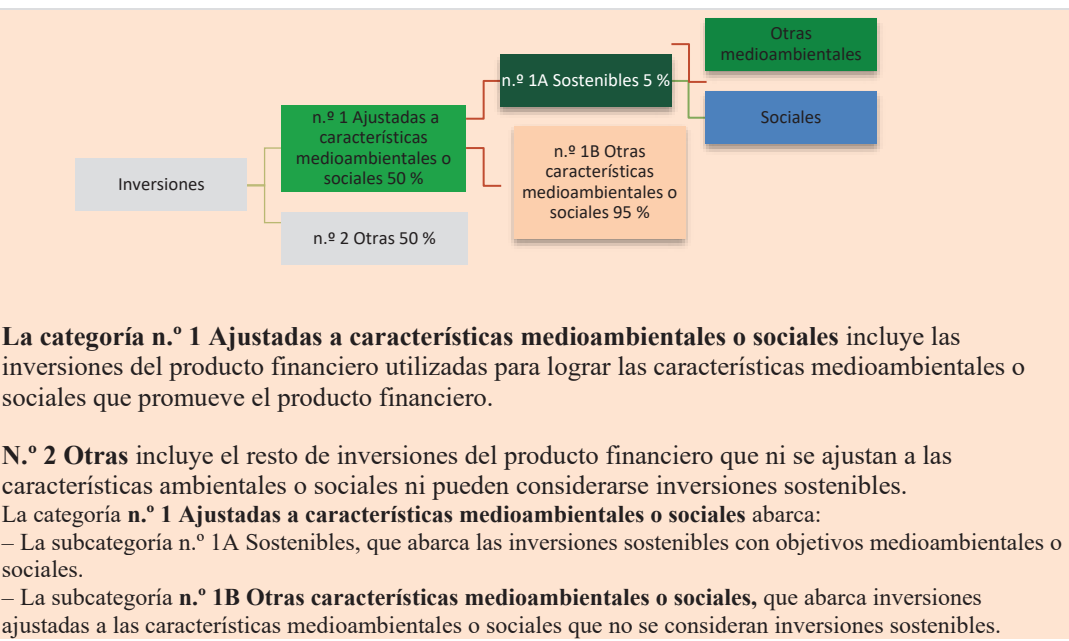 Otras
medioambientales
n.º 1A Sostenibles 5 %
Sociales
n.º 1 Ajustadas a
características
medioambientales o
sociales 50 %
n.º 1B Otras
características
medioambientales o
sociales 95 %
Inversiones
n.º 2 Otras 50 %
La categoría n.º 1 Ajustadas a características medioambientales o sociales incluye las
inversiones del producto financiero utilizadas para lograr las características medioambientales o
sociales que promueve el producto financiero.
N.º 2 Otras incluye el resto de inversiones del producto financiero que ni se ajustan a las
características ambientales o sociales ni pueden considerarse inversiones sostenibles.
La categoría n.º 1 Ajustadas a características medioambientales o sociales abarca:
– La subcategoría n.º 1A Sostenibles, que abarca las inversiones sostenibles con objetivos medioambientales o
sociales.
– La subcategoría n.º 1B Otras características medioambientales o sociales, que abarca inversiones
ajustadas a las características medioambientales o sociales que no se consideran inversiones sostenibles.